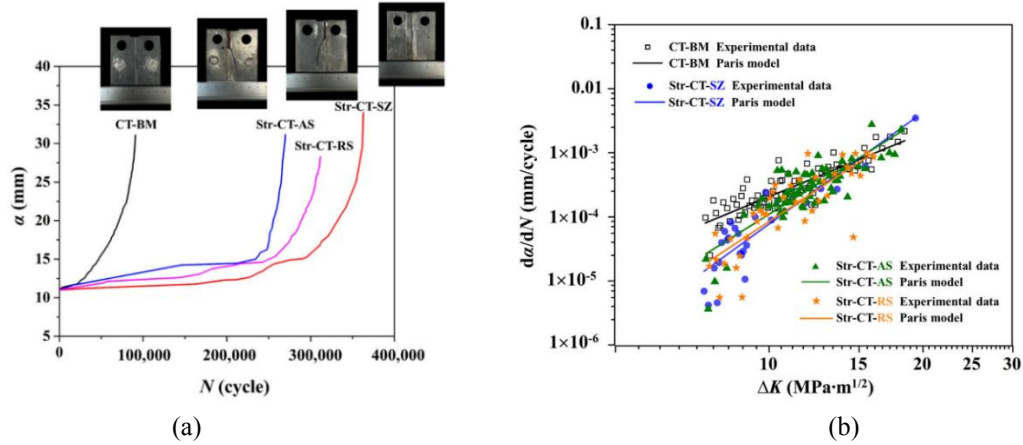 40
35
30
25
20
15
10
5
α (mm)
CT-BM
Str-CT-AS
Str-CT-RS
Str-CT-SZ
0
100,000
200,000
300,000
400,000
N (cycle)
(a)
0.1
0.01
1×10⁻³
1×10⁻⁴
1×10⁻⁵
1×10⁻⁶
dα/dN (mm/cycle)
CT-BM Experimental data
CT-BM Paris model
Str-CT-SZ Experimental data
Str-CT-SZ Paris model
Str-CT-AS Experimental data
Str-CT-AS Paris model
Str-CT-RS Experimental data
Str-CT-RS Paris model
10
15
20
25
30
ΔK (MPa·m¹ᐟ²)
(b)